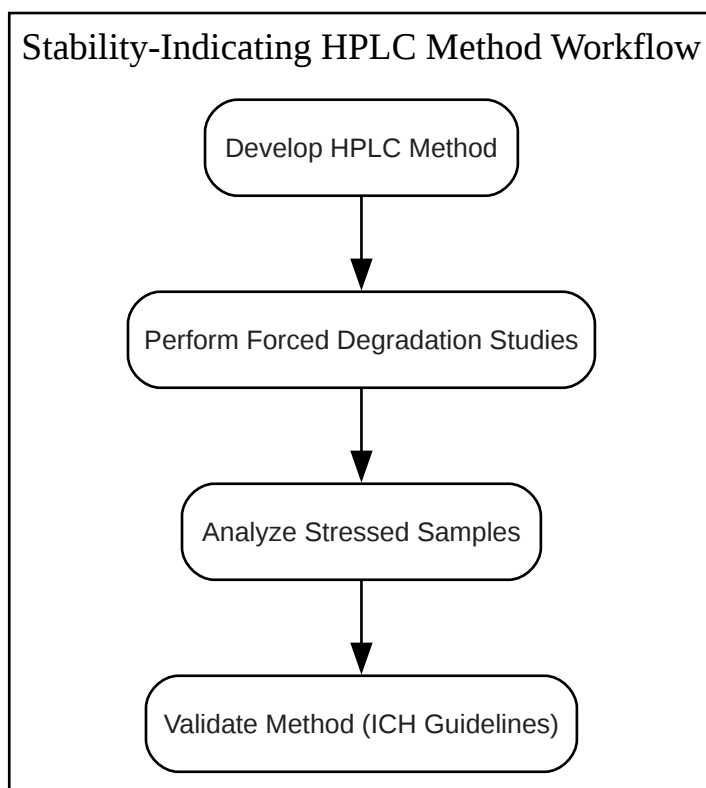 Stability-Indicating HPLC Method Workflow
Develop HPLC Method
Perform Forced Degradation Studies
Analyze Stressed Samples
Validate Method (ICH Guidelines)